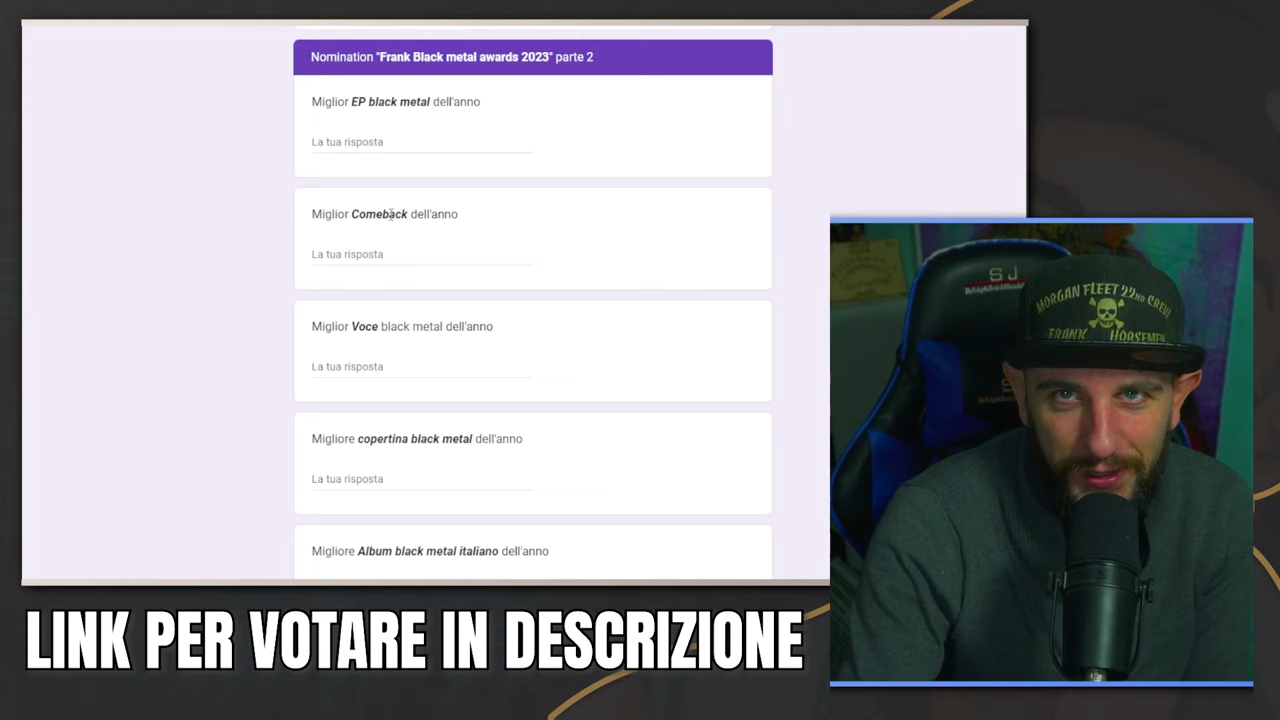 Nomination "Frank Black metal awards 2023" parte 2
Miglior EP black metal dell'anno
La tua risposta
Miglior Comeback dell'anno
La tua risposta
Miglior Voce black metal dell'anno
La tua risposta
Migliore copertina black metal dell'anno
La tua risposta
Migliore Album black metal italiano dell'anno
SJ
MORGAN FLEET 22ND CREW
FRANK HORSEMEN
LINK PER VOTARE IN DESCRIZIONE